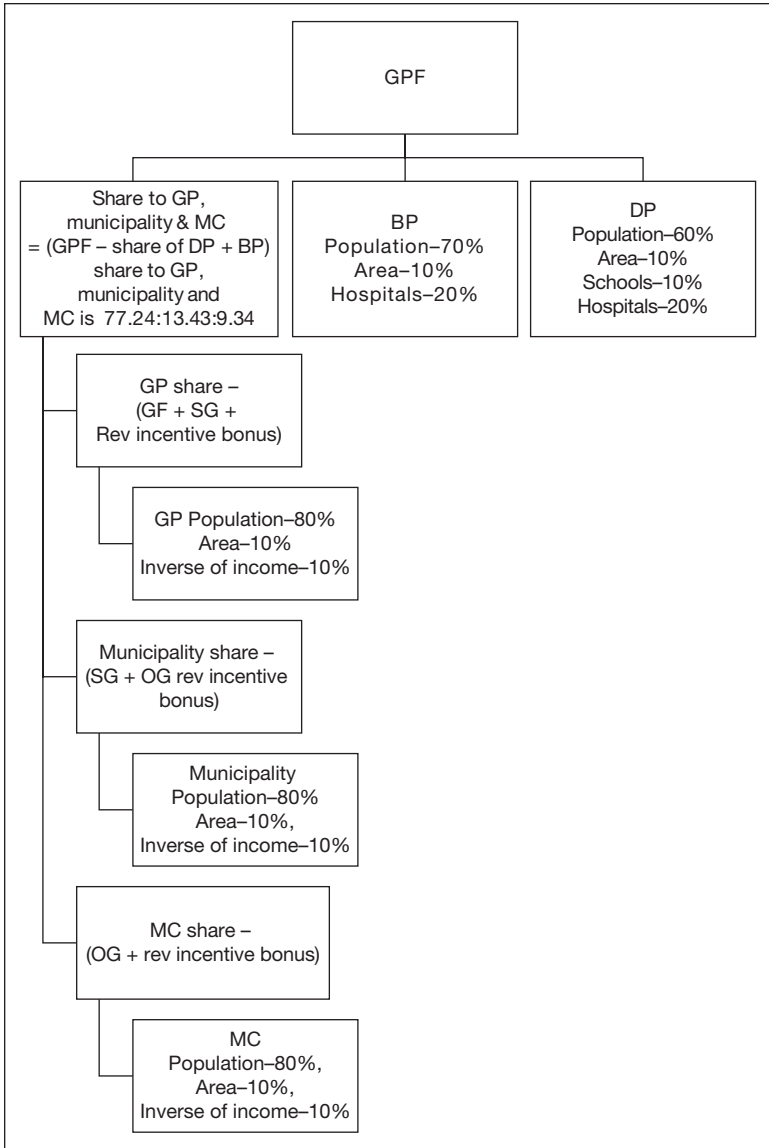 GPF
Share to GP,
municipality & MC
= (GPF – share of DP + BP)
share to GP,
municipality and
MC is 77.24:13.43:9.34
BP
Population–70%
Area–10%
Hospitals–20%
DP
Population–60%
Area–10%
Schools–10%
Hospitals–20%
GP share –
(GF + SG +
Rev incentive bonus)
GP Population–80%
Area–10%
Inverse of income–10%
Municipality share –
(SG + OG rev incentive
bonus)
Municipality
Population–80%
Area–10%,
Inverse of income–10%
MC share –
(OG + rev incentive bonus)
MC
Population–80%,
Area–10%,
Inverse of income–10%